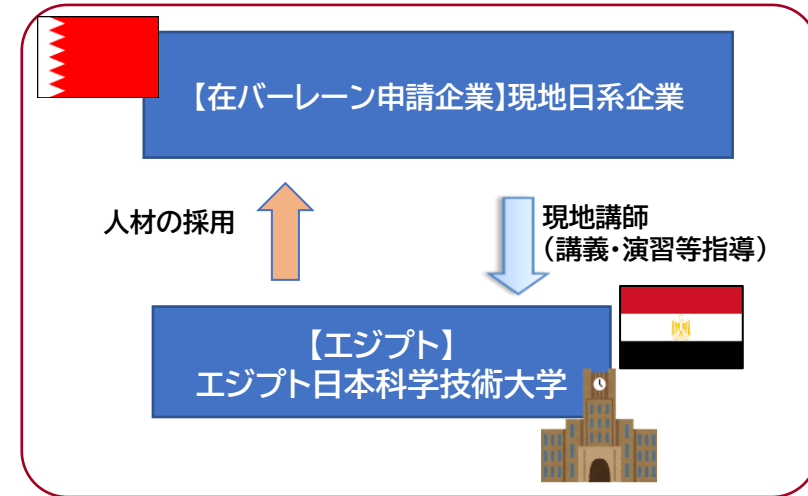 【在バーレーン申請企業】現地日系企業
人材の採用
現地講師
(講義・演習等指導)
【エジプト】
エジプト日本科学技術大学